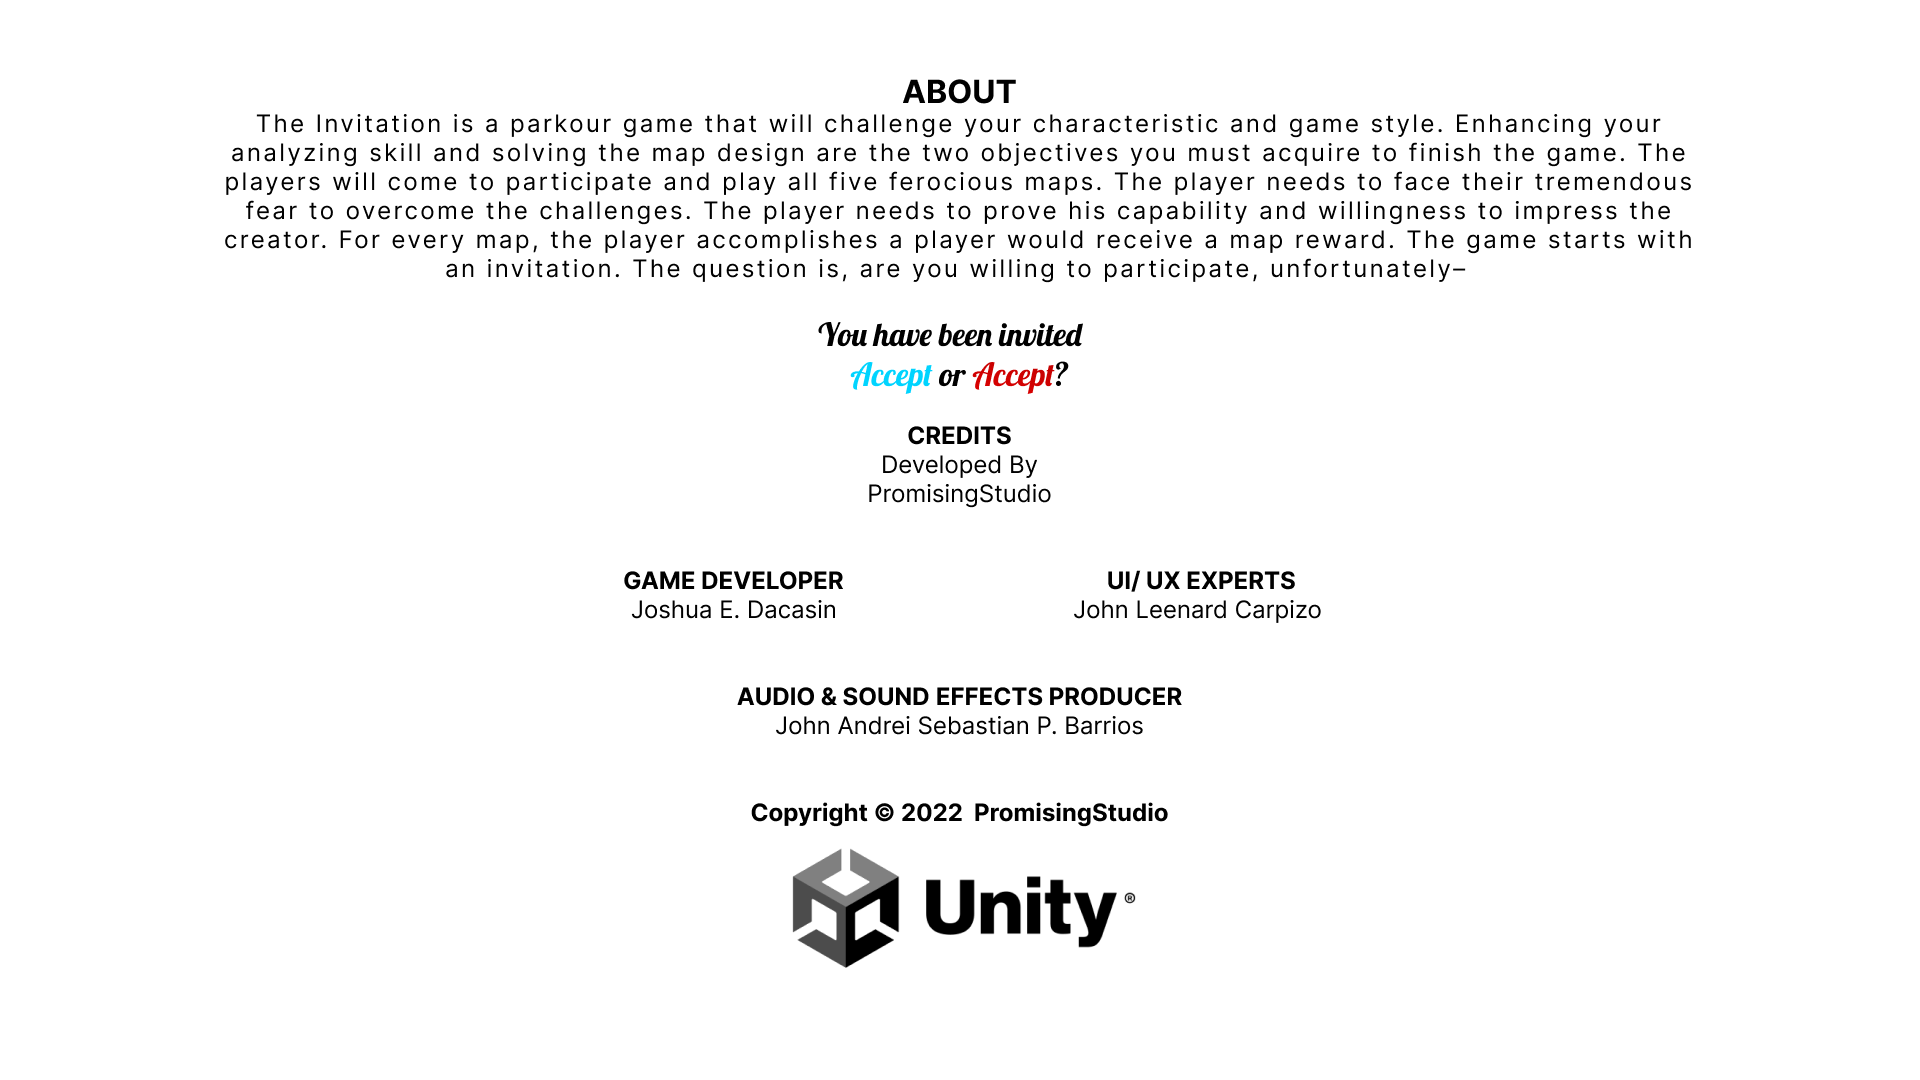 ABOUT
The Invitation is a parkour game that will challenge your characteristic and game style. Enhancing your
analyzing skill and solving the map design are the two objectives you must acquire to finish the game. The
players will come to participate and play all five ferocious maps. The player needs to face their tremendous
fear to overcome the challenges. The player needs to prove his capability and willingness to impress the
creator. For every map, the player accomplishes a player would receive a map reward. The game starts with
an invitation. The question is, are you willing to participate, unfortunately–
You have been invited
Accept or Accept?
CREDITS
Developed By
PromisingStudio
GAME DEVELOPER
Joshua E. Dacasin
UI/ UX EXPERTS
John Leenard Carpizo
AUDIO & SOUND EFFECTS PRODUCER
John Andrei Sebastian P. Barrios
Copyright © 2022 PromisingStudio
Unity ®